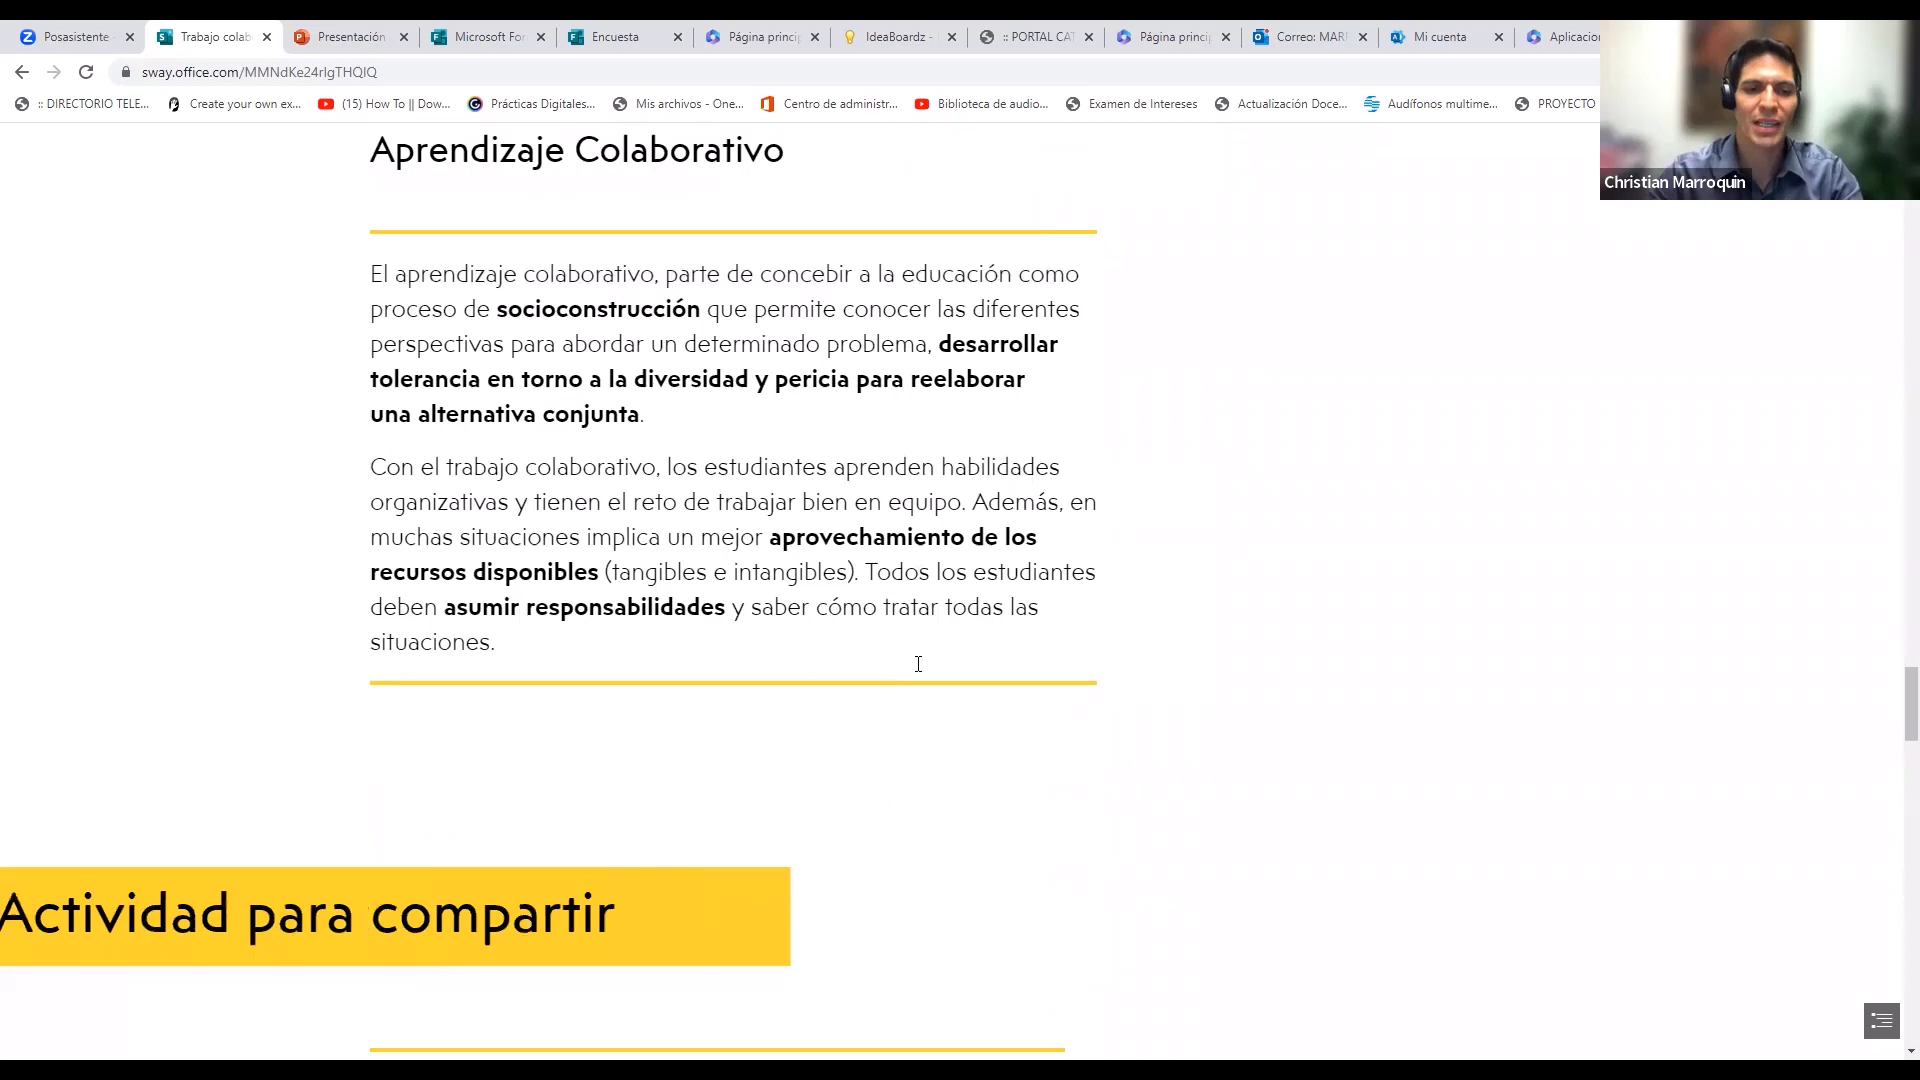 Posasistente
Trabajo colab
Presentación
Microsoft For
Encuesta
Página princip
IdeaBoardz -
:: PORTAL CAT
Página princip
Correo: MARR
Mi cuenta
Aplicacion
sway.office.com/MMNdKe24rlgTHQIQ
:: DIRECTORIO TELE...
Create your own ex...
(15) How To || Dow...
Prácticas Digitales...
Mis archivos - One...
Centro de administr...
Biblioteca de audio...
Examen de Intereses
Actualización Doce...
Audífonos multime...
PROYECTO
Christian Marroquin
Aprendizaje Colaborativo
El aprendizaje colaborativo, parte de concebir a la educación como
proceso de socioconstrucción que permite conocer las diferentes
perspectivas para abordar un determinado problema, desarrollar
tolerancia en torno a la diversidad y pericia para reelaborar
una alternativa conjunta.
Con el trabajo colaborativo, los estudiantes aprenden habilidades
organizativas y tienen el reto de trabajar bien en equipo. Además, en
muchas situaciones implica un mejor aprovechamiento de los
recursos disponibles (tangibles e intangibles). Todos los estudiantes
deben asumir responsabilidades y saber cómo tratar todas las
situaciones.
Actividad para compartir